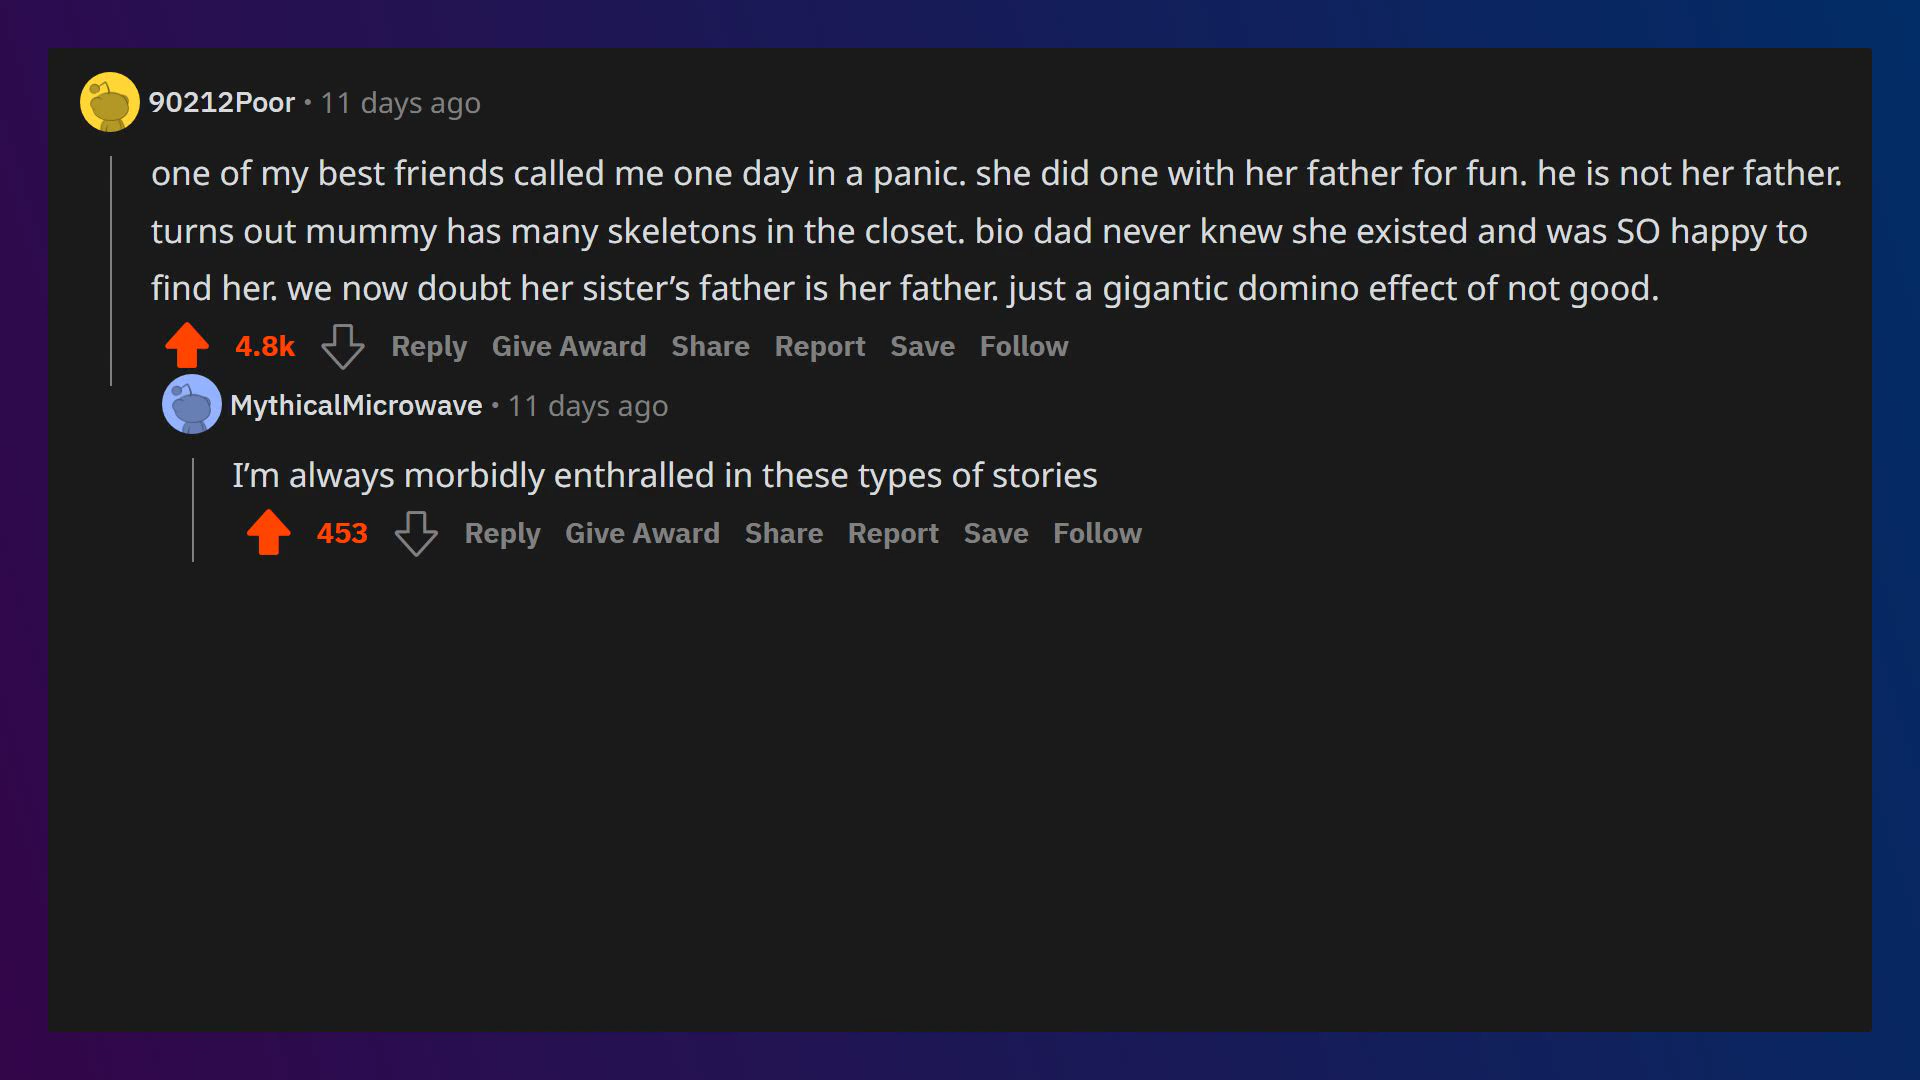 90212Poor • 11 days ago
one of my best friends called me one day in a panic. she did one with her father for fun. he is not her father.
turns out mummy has many skeletons in the closet. bio dad never knew she existed and was SO happy to
find her. we now doubt her sister’s father is her father. just a gigantic domino effect of not good.
4.8k Reply Give Award Share Report Save Follow
MythicalMicrowave • 11 days ago
I’m always morbidly enthralled in these types of stories
453 Reply Give Award Share Report Save Follow